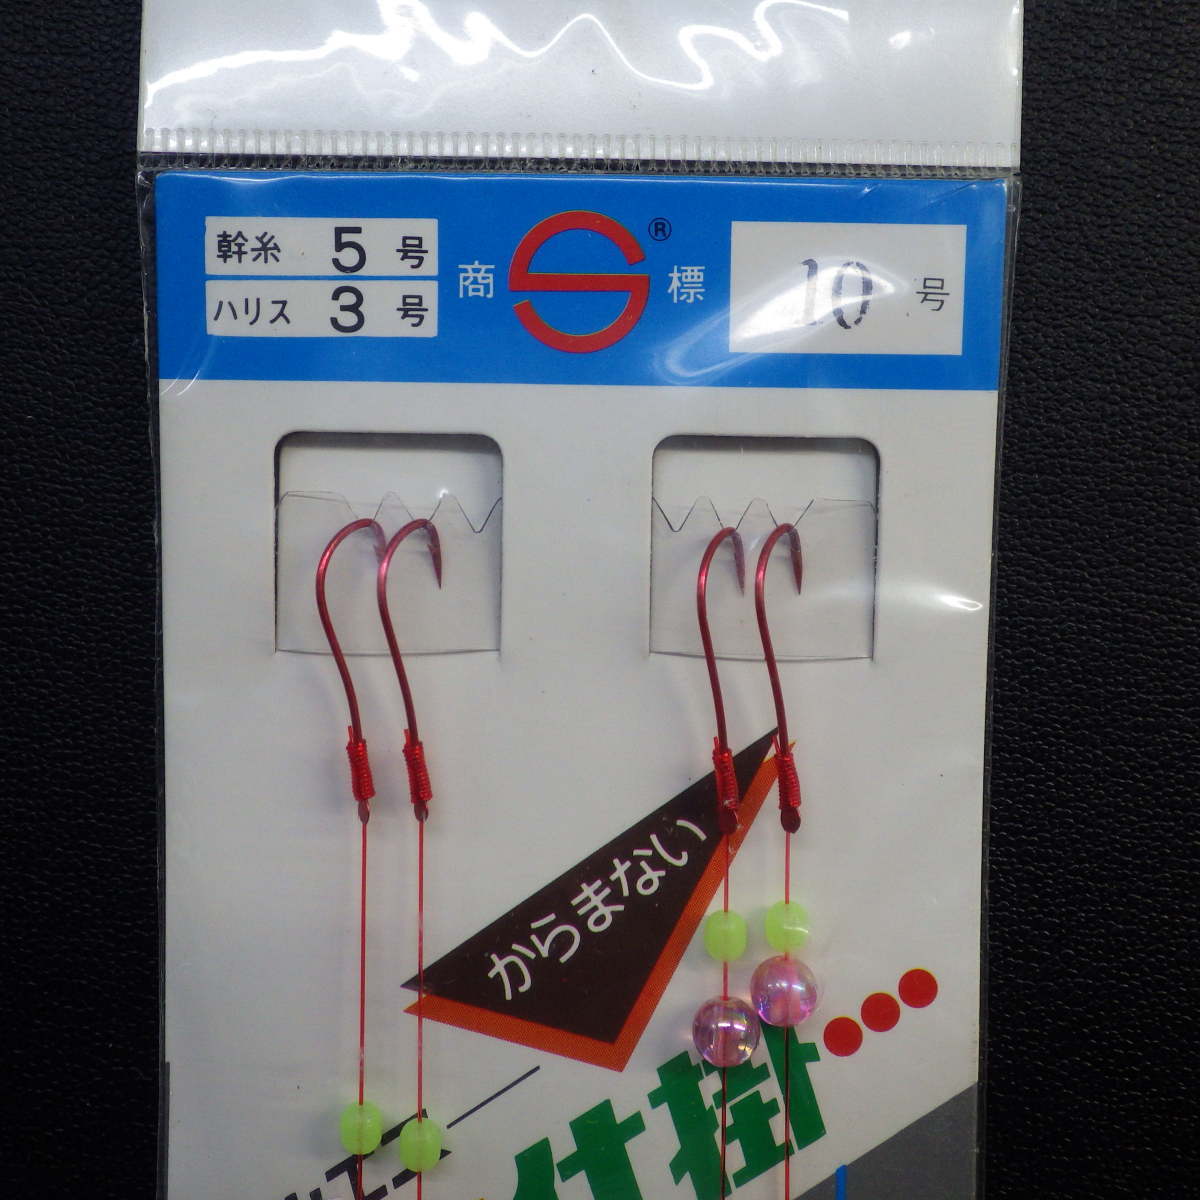 幹糸 5 号
ハリス 3 号
商 S ® 標
10 号
からまない
仕掛